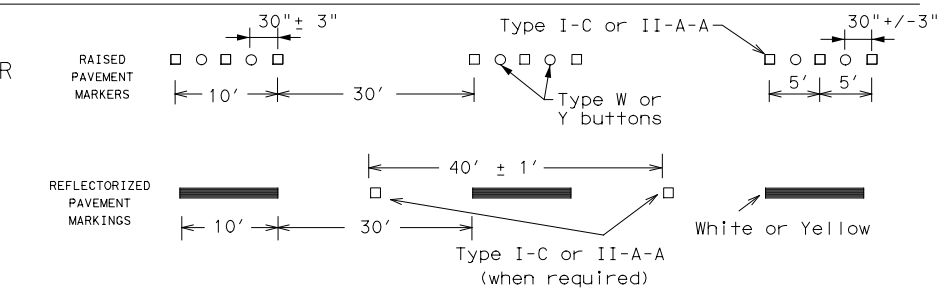 30"± 3"
Type I-C or II-A-A
30"+/-3"
R
RAISED
PAVEMENT
MARKERS
10'
30'
5'
5'
Type W or
Y buttons
40' ± 1'
REFLECTORIZED
PAVEMENT
MARKINGS
10'
30'
White or Yellow
Type I-C or II-A-A
(when required)